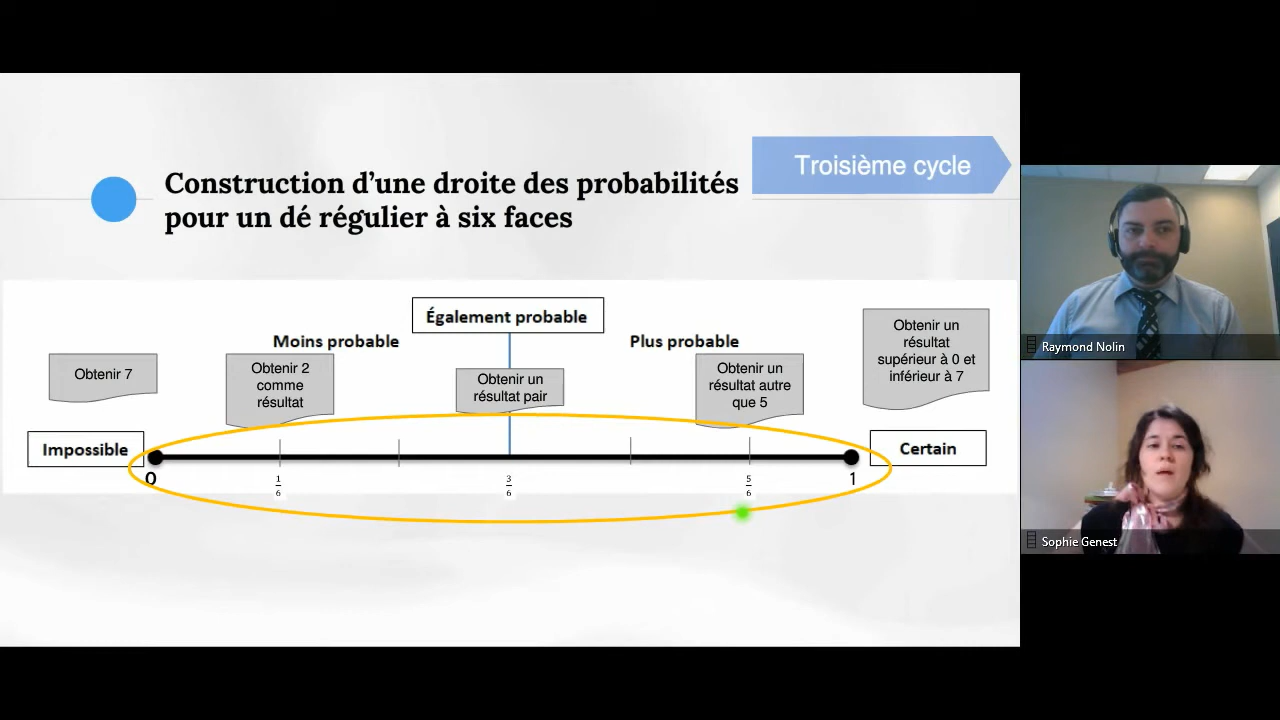 Troisième cycle
Construction d’une droite des probabilités
pour un dé régulier à six faces
Également probable
Moins probable
Plus probable
Obtenir 7
Obtenir 2
comme
résultat
Obtenir un
résultat pair
Obtenir un
résultat autre
que 5
Obtenir un
résultat
supérieur à 0 et
inférieur à 7
Impossible
Certain
0
1/6
3/6
5/6
1
Raymond Nolin
Sophie Genest